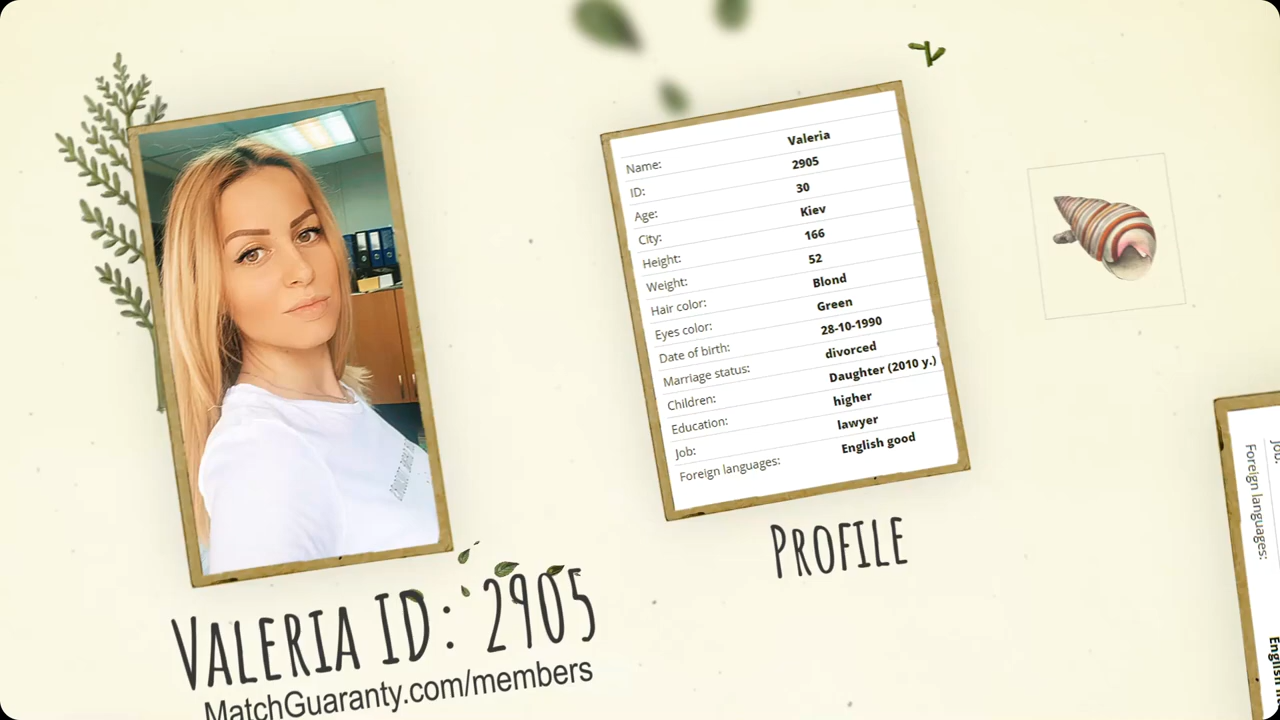 Name: Valeria
ID: 2905
Age: 30
City: Kiev
Height: 166
Weight: 52
Hair color: Blond
Eyes color: Green
Date of birth: 28-10-1990
Marriage status: divorced
Children: Daughter (2010 y.)
Education: higher
Job: lawyer
Foreign languages: English good
PROFILE
VALERIA ID: 2905
MatchGuaranty.com/members
Job:
Foreign languages:
English